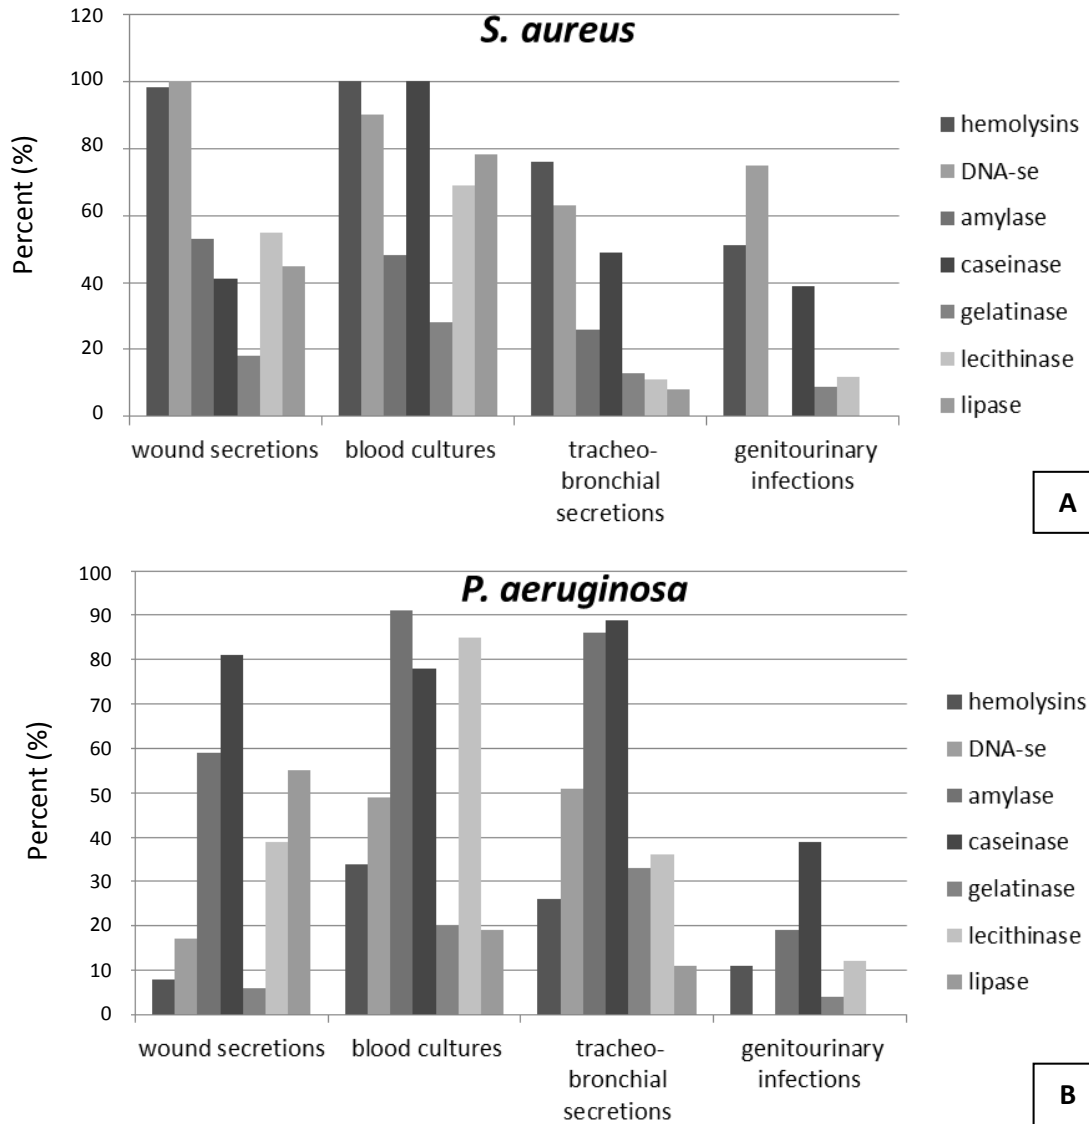 S. aureus
Percent (%)
120
100
80
60
40
20
0
wound secretions
blood cultures
tracheo-
bronchial
secretions
genitourinary
infections
hemolysins
DNA-se
amylase
caseinase
gelatinase
lecithinase
lipase
A
P. aeruginosa
Percent (%)
100
90
80
70
60
50
40
30
20
10
0
wound secretions
blood cultures
tracheo-
bronchial
secretions
genitourinary
infections
hemolysins
DNA-se
amylase
caseinase
gelatinase
lecithinase
lipase
B